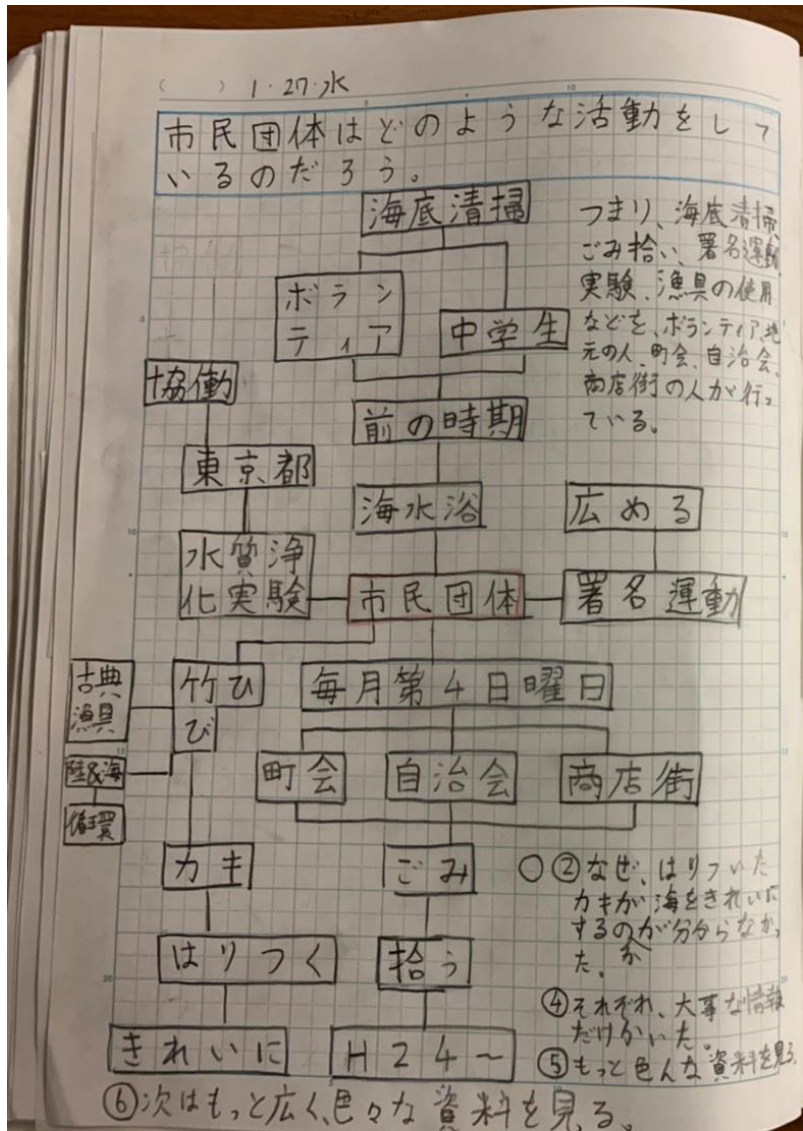 ( ) 1・27・水
市民団体はどのような活動をして
いるのだろう。
海底清掃
つまり、海底清掃、
ごみ拾い、署名運動、
実験、漁具の使用
などを、ボランティア、地
元の人、町会、自治会、
商店街の人が行っ
ている。
ボラン
ティア
中学生
協働
前の時期
東京都
海水浴
広める
水質浄
化実験
市民団体
署名運動
古典
漁具
竹ひ
び
毎月第4日曜日
陸と海
循環
町会
自治会
商店街
カキ
ごみ
はりつく
拾う
きれいに
H24〜
○②なぜ、はりついた
カキが海をきれいに
するのかが分からなかっ
た。
④それぞれ、大事な情報
だけかいた。
⑤もっと色んな資料を見る。
⑥次はもっと広く、色々な資料を見る。